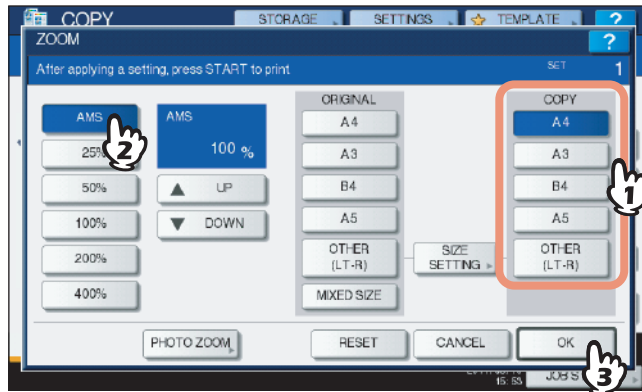 COPY STORAGE SETTINGS TEMPLATE ?
ZOOM ?
After applying a setting, press START to print SET 1
ORIGINAL COPY
AMS AMS A4 A4
25% 100 % A3 A3
50% UP B4 B4
100% DOWN A5 A5
200% OTHER (LT-R) SIZE SETTING OTHER (LT-R)
400% MIXED SIZE
PHOTO ZOOM RESET CANCEL OK
JOB S
1
2
3